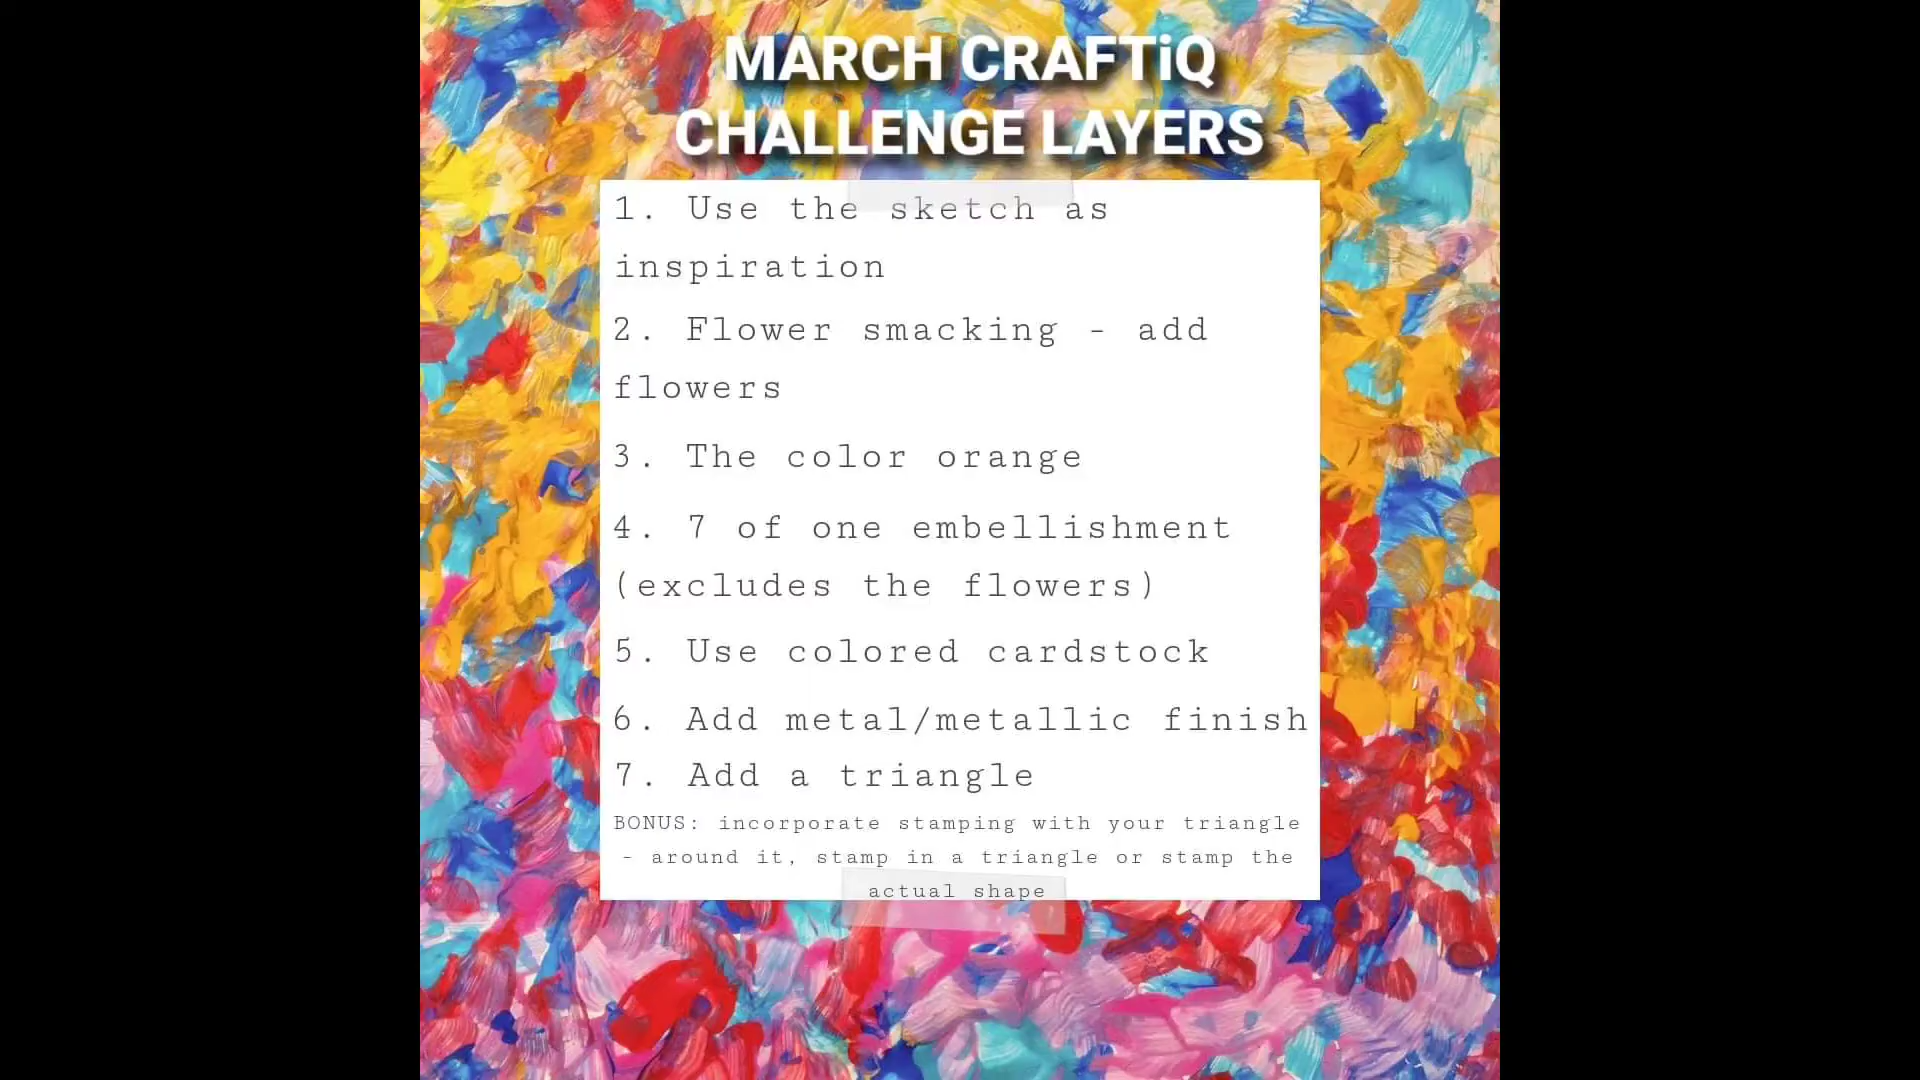 MARCH CRAFTiQ
CHALLENGE LAYERS
1. Use the sketch as
inspiration
2. Flower smacking - add
flowers
3. The color orange
4. 7 of one embellishment
(excludes the flowers)
5. Use colored cardstock
6. Add metal/metallic finish
7. Add a triangle
BONUS: incorporate stamping with your triangle
- around it, stamp in a triangle or stamp the
actual shape